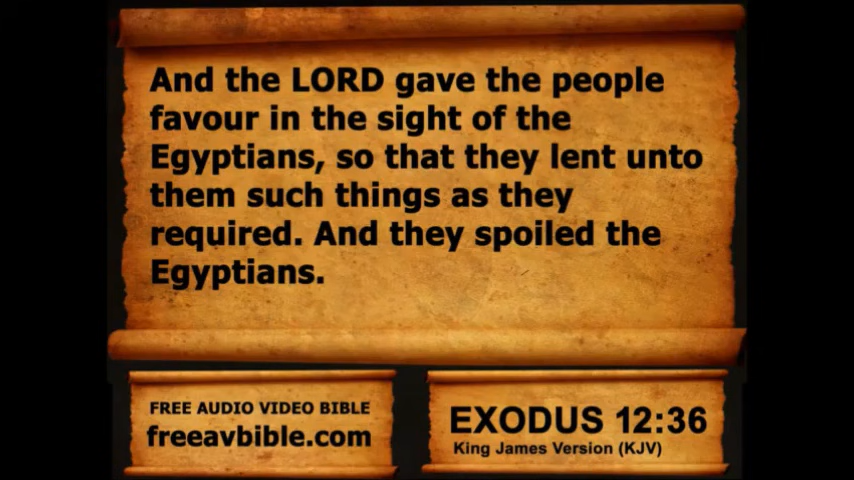 And the LORD gave the people
favour in the sight of the
Egyptians, so that they lent unto
them such things as they
required. And they spoiled the
Egyptians.
FREE AUDIO VIDEO BIBLE
freeavbible.com
EXODUS 12:36
King James Version (KJV)